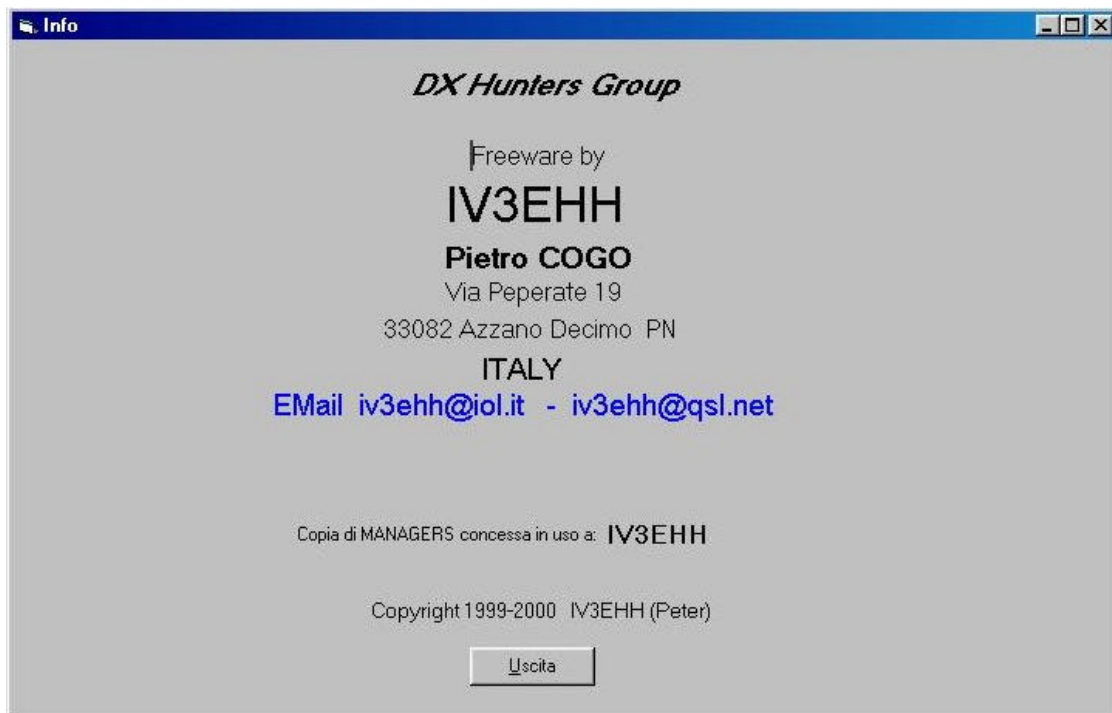 Info
DX Hunters Group
Freeware by
IV3EHH
Pietro COGO
Via Peperate 19
33082 Azzano Decimo PN
ITALY
EMail iv3ehh@iol.it - iv3ehh@qsl.net
Copia di MANAGERS concessa in uso a: IV3EHH
Copyright 1999-2000 IV3EHH (Peter)
Uscita